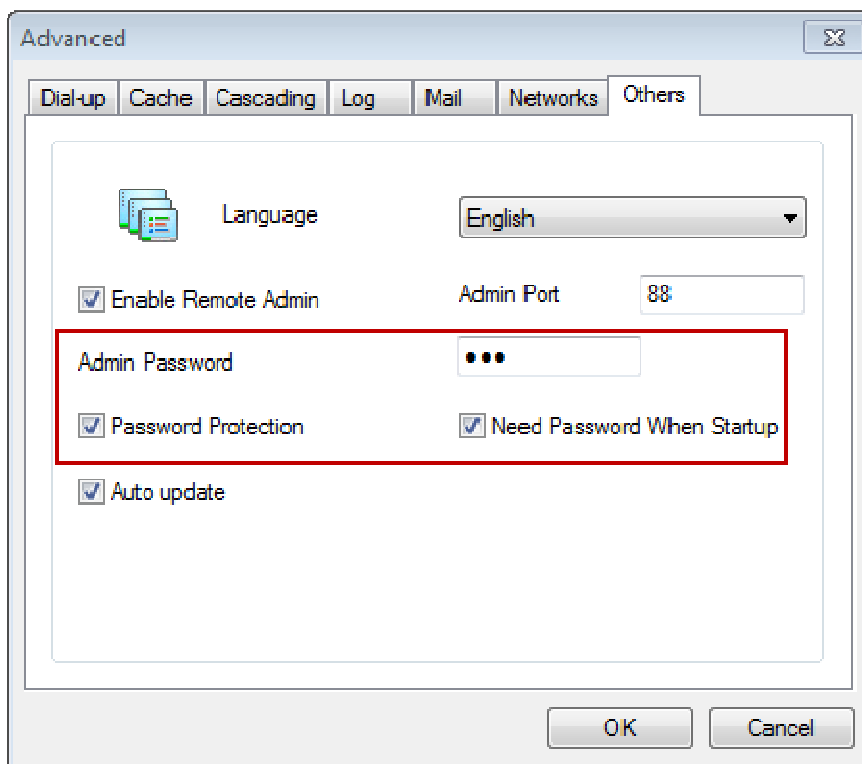 Advanced
Dial-up Cache Cascading Log Mail Networks Others
Language English
Enable Remote Admin Admin Port 88
Admin Password •••
Password Protection Need Password When Startup
Auto update
OK Cancel